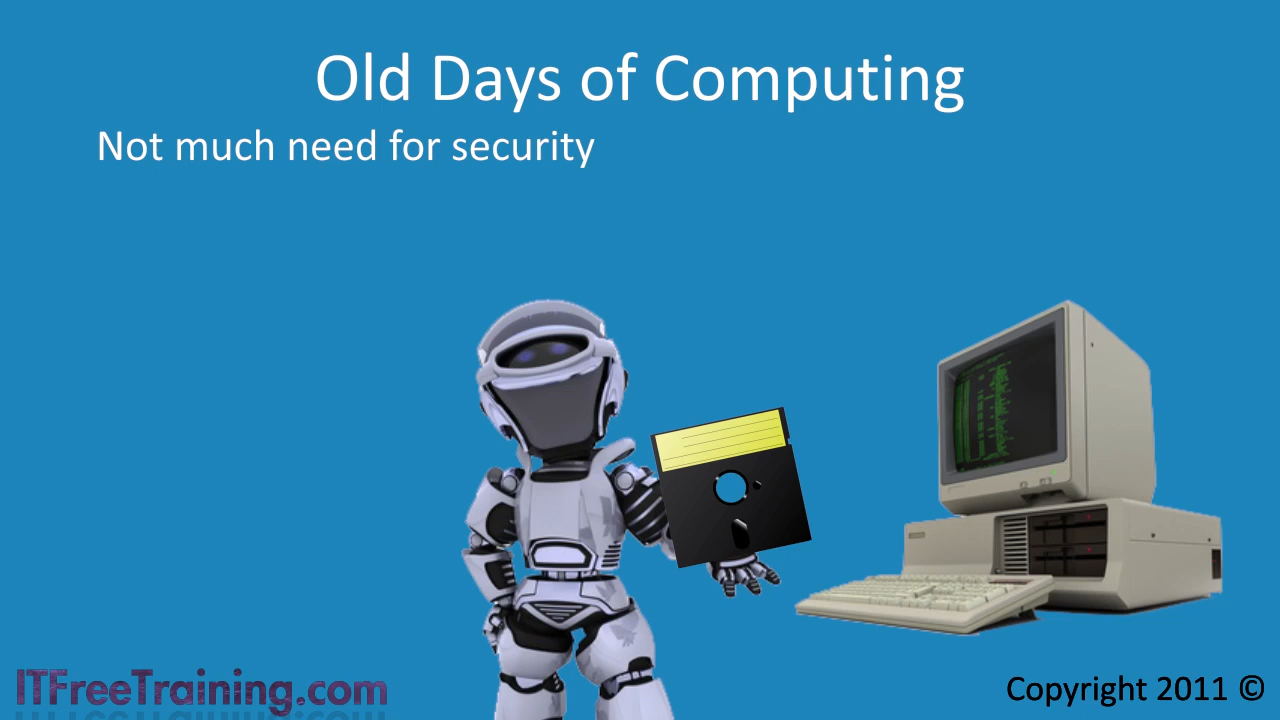 Old Days of Computing
Not much need for security
ITFreeTraining.com
Copyright 2011 ©